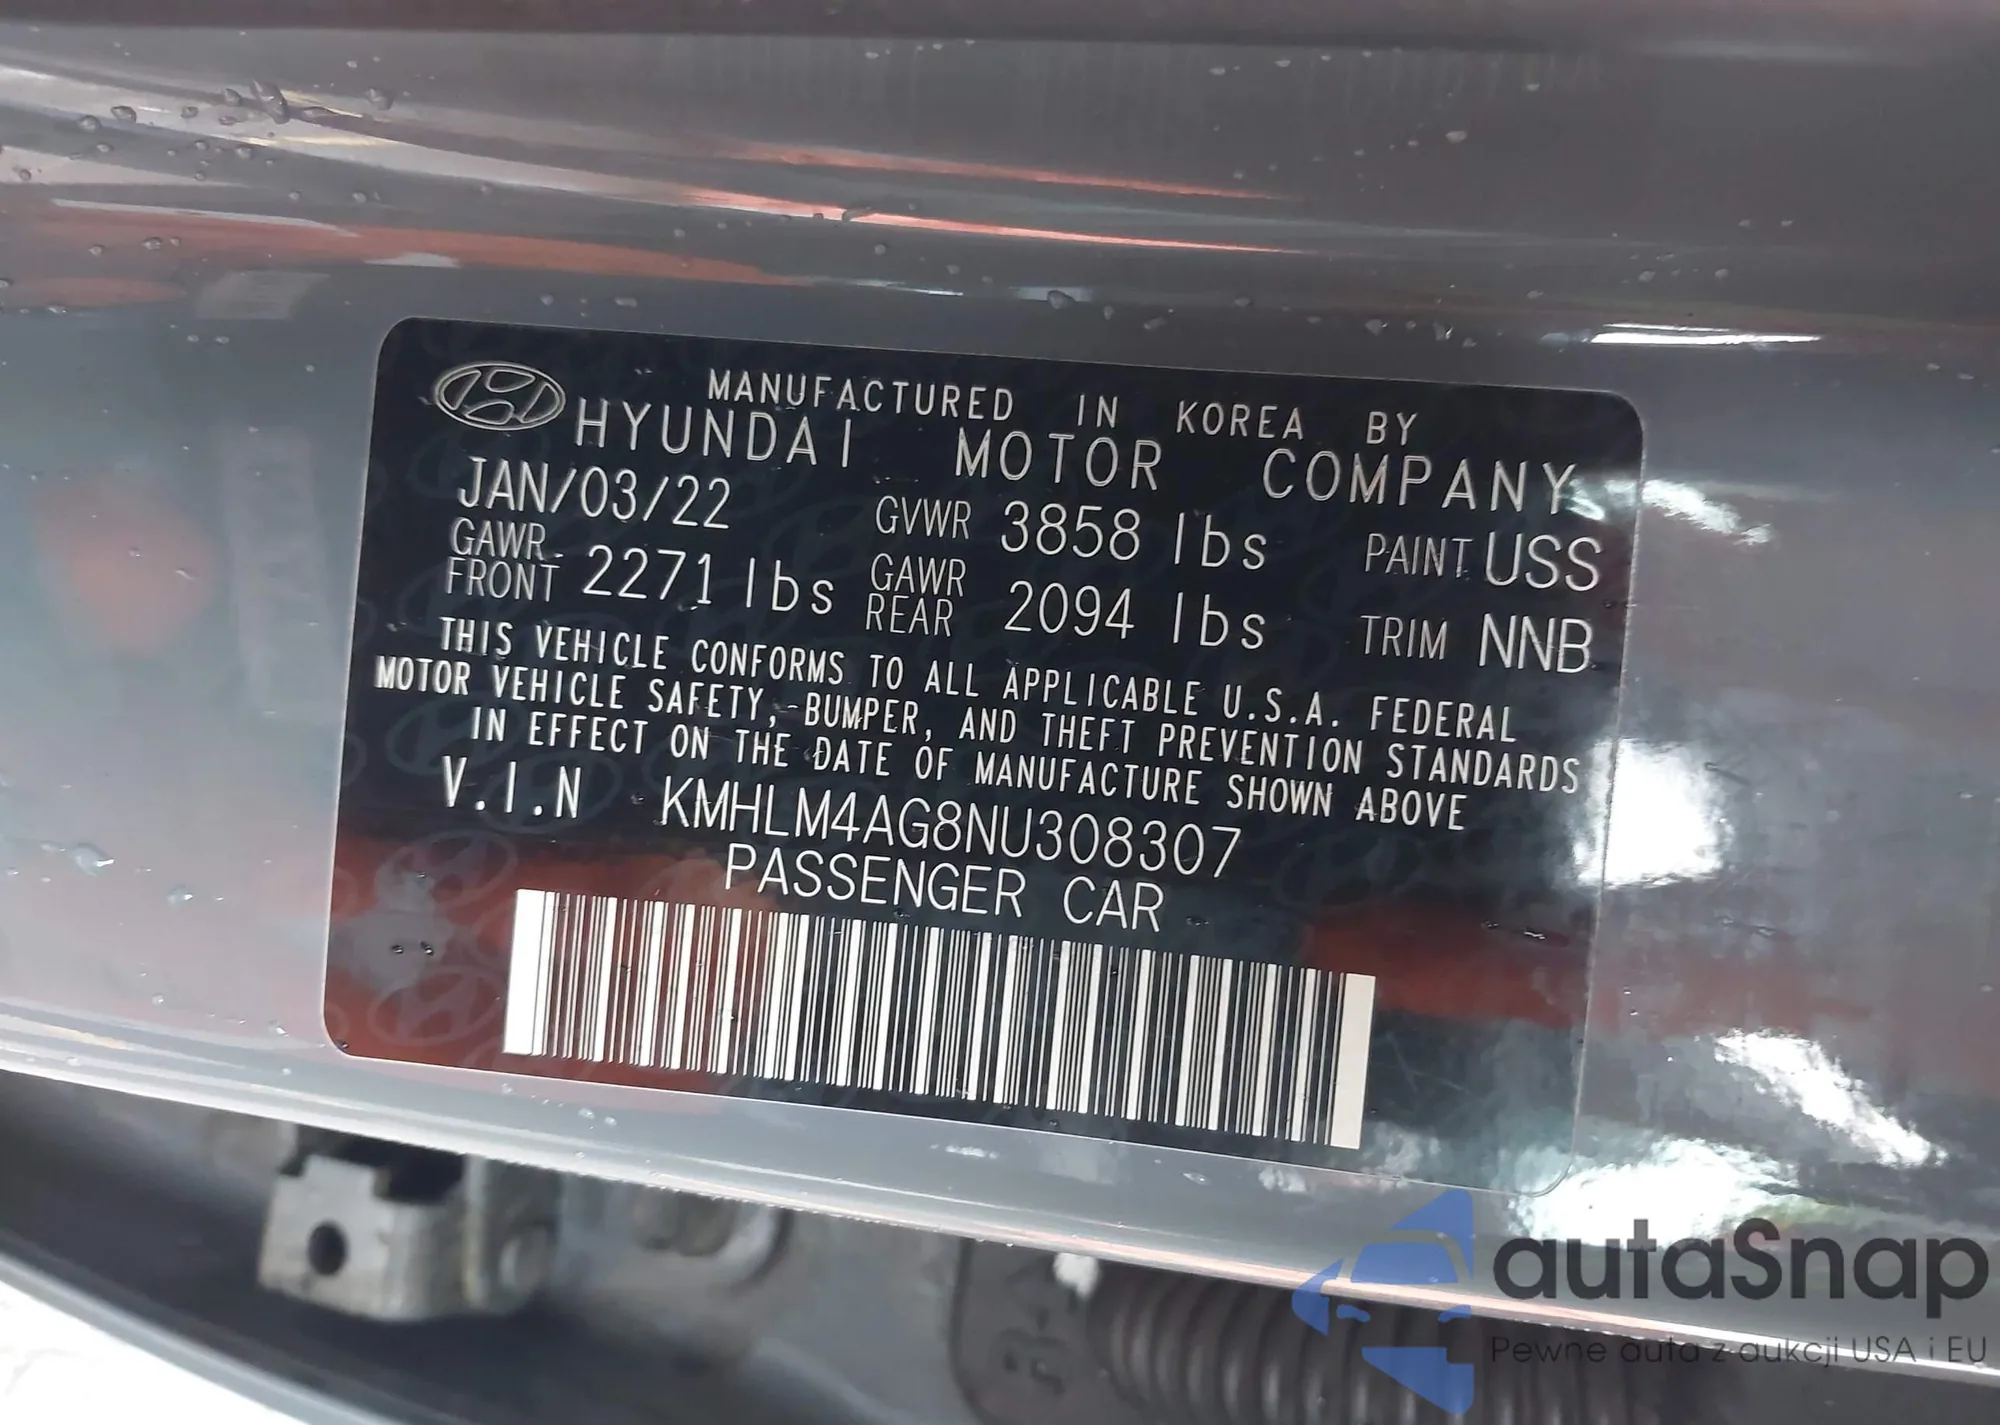 MANUFACTURED IN KOREA BY
HYUNDAI MOTOR COMPANY
JAN/03/22 GVWR 3858 lbs PAINT USS
GAWR FRONT 2271 lbs GAWR REAR 2094 lbs TRIM NNB
THIS VEHICLE CONFORMS TO ALL APPLICABLE U.S.A. FEDERAL
MOTOR VEHICLE SAFETY, BUMPER, AND THEFT PREVENTION STANDARDS
IN EFFECT ON THE DATE OF MANUFACTURE SHOWN ABOVE
V.I.N KMHLM4AG8NU308307
PASSENGER CAR
autaSnap
Pewne auta z aukcji USA i EU